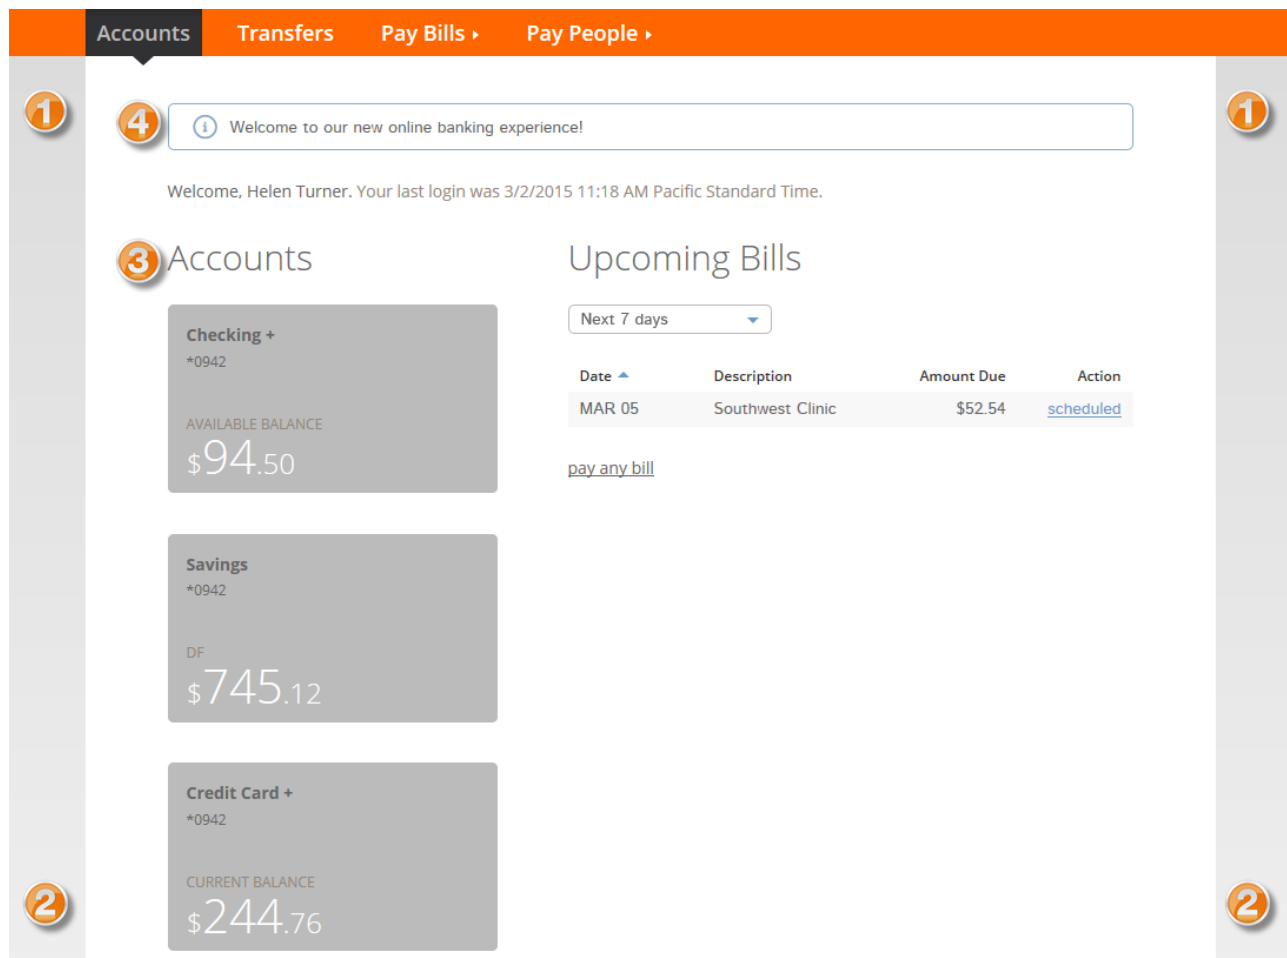 Accounts Transfers Pay Bills Pay People
1 1
4 Welcome to our new online banking experience!
Welcome, Helen Turner. Your last login was 3/2/2015 11:18 AM Pacific Standard Time.
3 Accounts
Checking +
*0942
AVAILABLE BALANCE
$94.50
Savings
*0942
DF
$745.12
Credit Card +
*0942
CURRENT BALANCE
$244.76
Upcoming Bills
Next 7 days
Date Description Amount Due Action
MAR 05 Southwest Clinic $52.54 scheduled
pay any bill
2 2